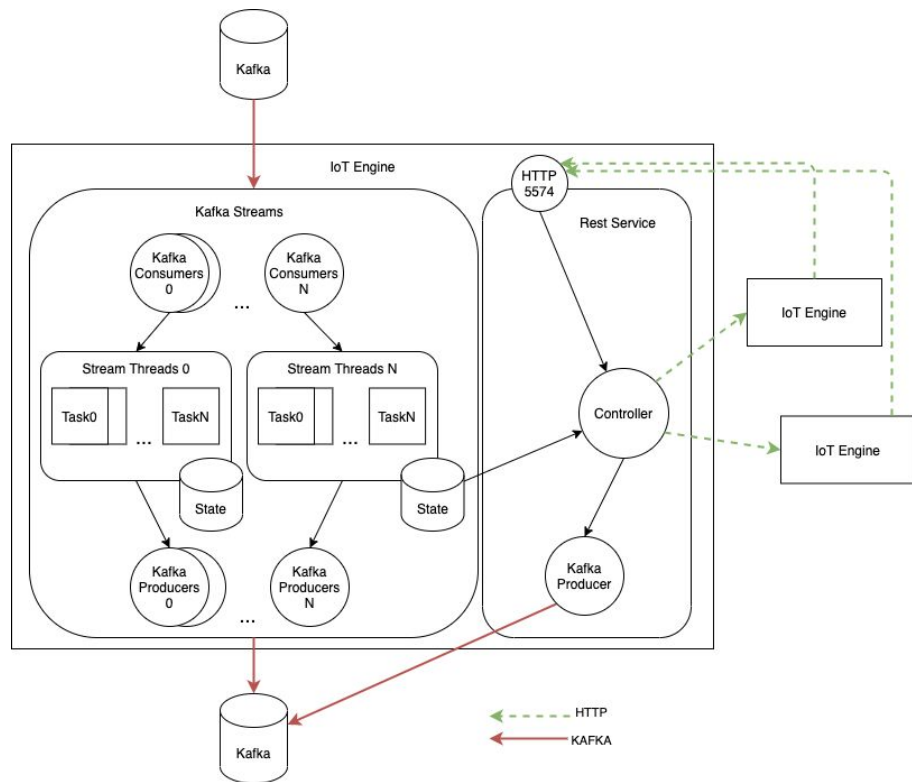 Kafka
IoT Engine
HTTP
5574
Kafka Streams
Rest Service
Kafka
Consumers
0
Kafka
Consumers
N
...
IoT Engine
Stream Threads 0
Stream Threads N
Task0
TaskN
Task0
TaskN
...
...
Controller
IoT Engine
State
State
Kafka
Producers
0
Kafka
Producers
N
Kafka
Producer
...
HTTP
KAFKA
Kafka